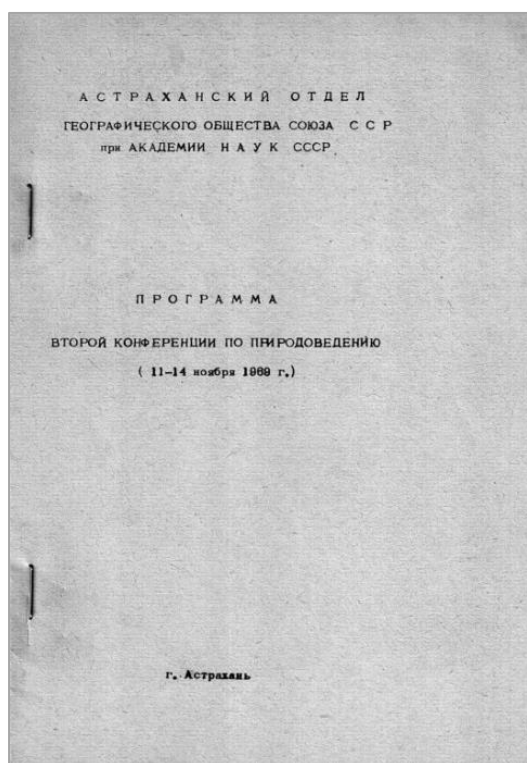 АСТРАХАНСКИЙ ОТДЕЛ
ГЕОГРАФИЧЕСКОГО ОБЩЕСТВА СОЮЗА ССР
при АКАДЕМИИ НАУК СССР
ПРОГРАММА
ВТОРОЙ КОНФЕРЕНЦИИ ПО ПРИРОДОВЕДЕНИЮ
( 11-14 ноября 1969 г.)
г. Астрахань